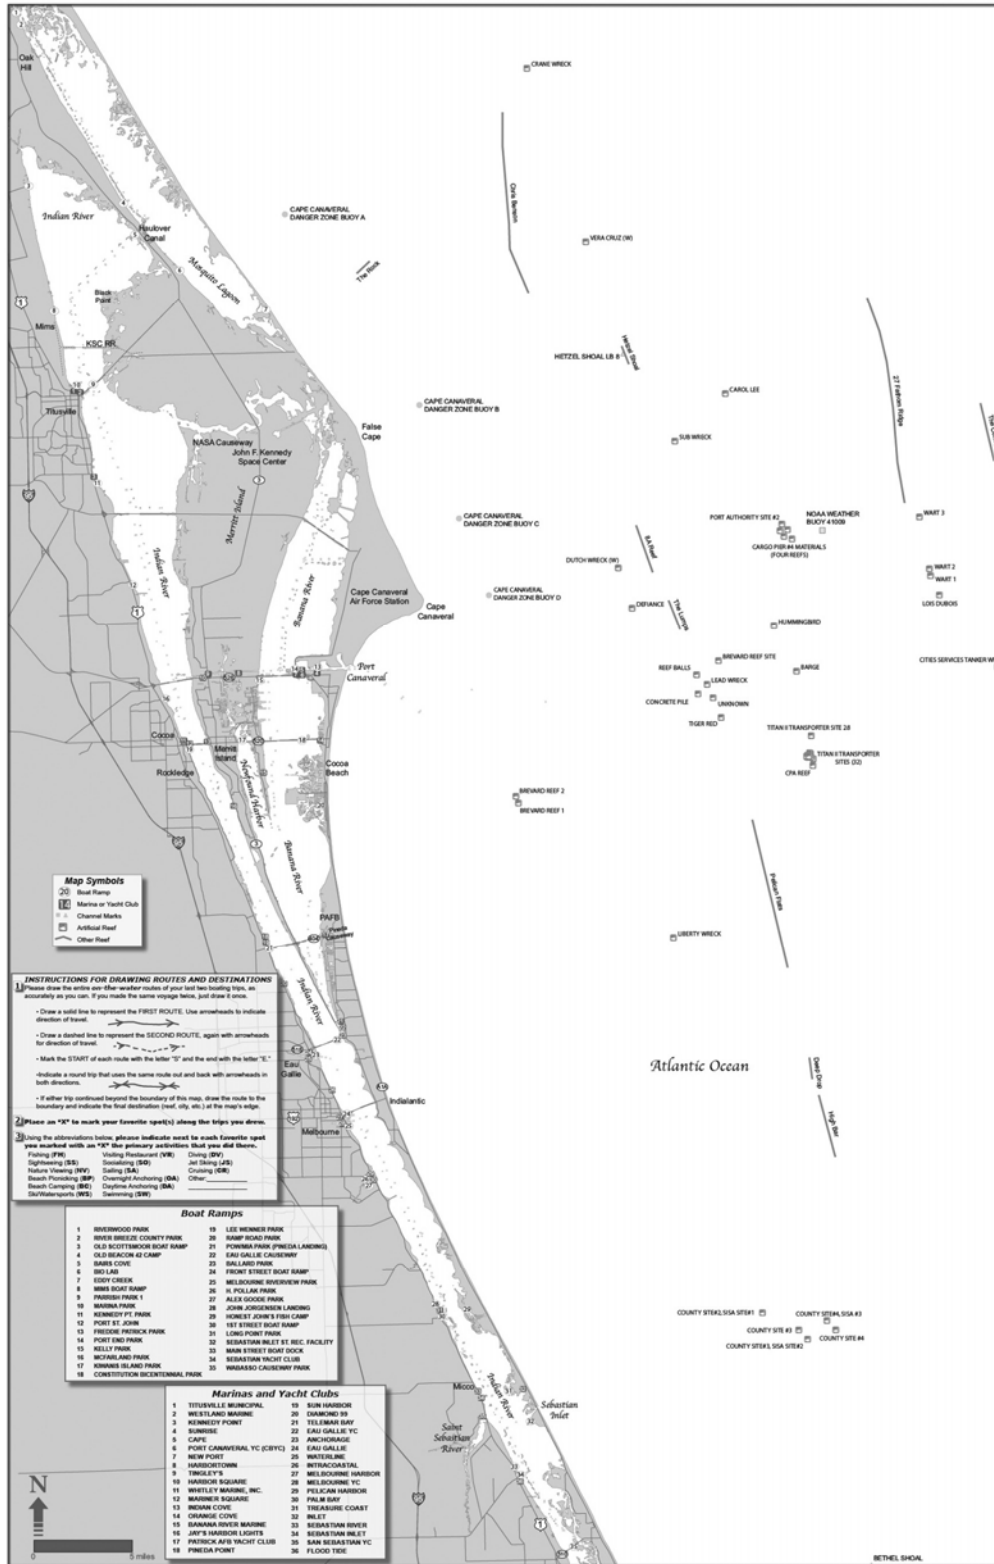 Oak
Hill
CRANE WRECK
Indian River
Haulover
Canal
CAPE CANAVERAL
DANGER ZONE BUOY A
Chris Benson
VERA CRUZ (W)
Mosquito Lagoon
The Rock
Black
Point
1
Mims
KSC RR
Hetzel Shoal
HETZEL SHOAL LB 8
CAROL LEE
27 Fathom Ridge
Titusville
CAPE CANAVERAL
DANGER ZONE BUOY B
False
Cape
SUB WRECK
NASA Causeway
John F. Kennedy
Space Center
Merritt Island
CAPE CANAVERAL
DANGER ZONE BUOY C
PORT AUTHORITY SITE #2
NOAA WEATHER
BUOY 41009
WART 3
CARGO PIER #4 MATERIALS
(FOUR REEFS)
8A Reef
DUTCH WRECK (W)
WART 2
WART 1
LOIS DUBOIS
Indian River
Banana River
Cape Canaveral
Air Force Station
Cape
Canaveral
CAPE CANAVERAL
DANGER ZONE BUOY D
DEFIANCE
The Lumps
HUMMINGBIRD
Port
Canaveral
BREVARD REEF SITE
REEF BALLS
BARGE
CITIES SERVICES TANKER
LEAD WRECK
CONCRETE PILE
UNKNOWN
TIGER RED
Cocoa
Merritt
Island
Rockledge
Cocoa
Beach
Newfound Harbor
TITAN II TRANSPORTER SITE 28
TITAN II TRANSPORTER
SITES (32)
CPA REEF
BREVARD REEF 2
BREVARD REEF 1
Banana River
Pelican Flats
PAFB
Pineda
Causeway
LIBERTY WRECK
Map Symbols
20 Boat Ramp
14 Marina or Yacht Club
Channel Marks
Artificial Reef
Other Reef
INSTRUCTIONS FOR DRAWING ROUTES AND DESTINATIONS
1 Please draw the entire on-the-water routes of your last two boating trips, as
accurately as you can. If you made the same voyage twice, just draw it once.
• Draw a solid line to represent the FIRST ROUTE. Use arrowheads to indicate
direction of travel.
• Draw a dashed line to represent the SECOND ROUTE, again with arrowheads
for direction of travel.
• Mark the START of each route with the letter "S" and the end with the letter "E."
•Indicate a round trip that uses the same route out and back with arrowheads in
both directions.
• If either trip continued beyond the boundary of this map, draw the route to the
boundary and indicate the final destination (reef, city, etc.) at the map's edge.
2 Place an "X" to mark your favorite spot(s) along the trips you drew.
3 Using the abbreviations below, please indicate next to each favorite spot
you marked with an "X" the primary activities that you did there.
Fishing (FH) Visiting Restaurant (VR) Diving (DV)
Sightseeing (SS) Socializing (SO) Jet Skiing (JS)
Nature Viewing (NV) Sailing (SA) Cruising (CR)
Beach Picnicking (BP) Overnight Anchoring (OA) Other:
Beach Camping (BC) Daytime Anchoring (DA)
Ski/Watersports (WS) Swimming (SW)
Indian River
Eau
Gallie
Indialantic
Melbourne
Atlantic Ocean
Deep Drop
High Bar
Boat Ramps
1 RIVERWOOD PARK
2 RIVER BREEZE COUNTY PARK
3 OLD SCOTTSMOOR BOAT RAMP
4 OLD BEACON 42 CAMP
5 BAIRS COVE
6 BIO LAB
7 EDDY CREEK
8 MIMS BOAT RAMP
9 PARRISH PARK 1
10 MARINA PARK
11 KENNEDY PT. PARK
12 PORT ST. JOHN
13 FREDDIE PATRICK PARK
14 PORT END PARK
15 KELLY PARK
16 MCFARLAND PARK
17 KIWANIS ISLAND PARK
18 CONSTITUTION BICENTENNIAL PARK
19 LEE WENNER PARK
20 RAMP ROAD PARK
21 POW/MIA PARK (PINEDA LANDING)
22 EAU GALLIE CAUSEWAY
23 BALLARD PARK
24 FRONT STREET BOAT RAMP
25 MELBOURNE RIVERVIEW PARK
26 H. POLLAK PARK
27 ALEX GOODE PARK
28 JOHN JORGENSEN LANDING
29 HONEST JOHN'S FISH CAMP
30 1ST STREET BOAT RAMP
31 LONG POINT PARK
32 SEBASTIAN INLET ST. REC. FACILITY
33 MAIN STREET BOAT DOCK
34 SEBASTIAN YACHT CLUB
35 WABASSO CAUSEWAY PARK
COUNTY SITE#2, SISA SITE#1
COUNTY SITE#4, SISA #3
COUNTY SITE #3
COUNTY SITE #4
COUNTY SITE#3, SISA SITE#2
Micco
Indian River
Sebastian
Inlet
Saint
Sebastian
River
Marinas and Yacht Clubs
1 TITUSVILLE MUNICIPAL
2 WESTLAND MARINE
3 KENNEDY POINT
4 SUNRISE
5 CAPE
6 PORT CANAVERAL YC (CBYC)
7 NEW PORT
8 HARBORTOWN
9 TINGLEY'S
10 HARBOR SQUARE
11 WHITLEY MARINE, INC.
12 MARINER SQUARE
13 INDIAN COVE
14 ORANGE COVE
15 BANANA RIVER MARINE
16 JAY'S HARBOR LIGHTS
17 PATRICK AFB YACHT CLUB
18 PINEDA POINT
19 SUN HARBOR
20 DIAMOND 99
21 TELEMAR BAY
22 EAU GALLIE YC
23 ANCHORAGE
24 EAU GALLIE
25 WATERLINE
26 INTRACOASTAL
27 MELBOURNE HARBOR
28 MELBOURNE YC
29 PELICAN HARBOR
30 PALM BAY
31 TREASURE COAST
32 INLET
33 SEBASTIAN RIVER
34 SEBASTIAN INLET
35 SAN SEBASTIAN YC
36 FLOOD TIDE
N
5 miles
BETHEL SHOAL